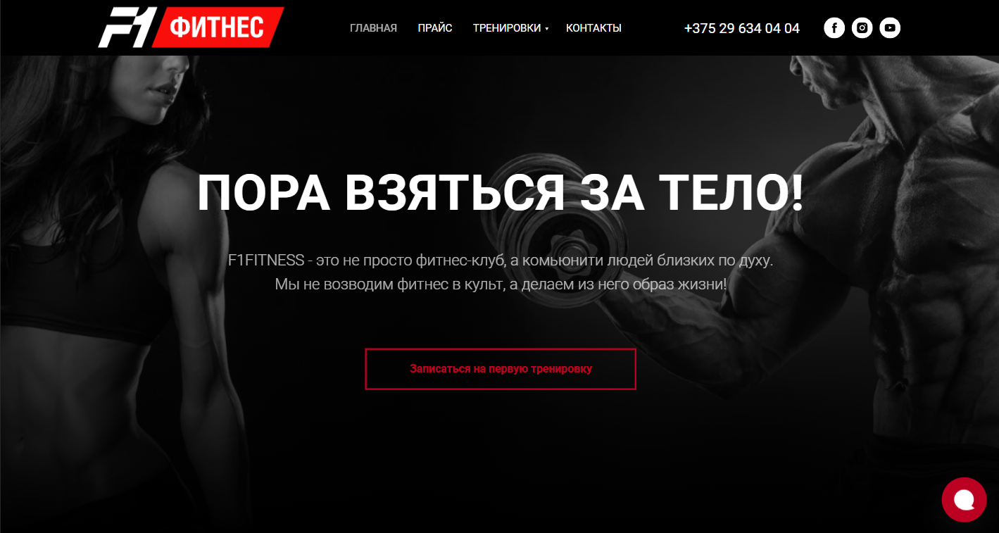 F1 ФИТНЕС
ГЛАВНАЯ ПРАЙС ТРЕНИРОВКИ КОНТАКТЫ +375 29 634 04 04
ПОРА ВЗЯТЬСЯ ЗА ТЕЛО!
F1FITNESS - это не просто фитнес-клуб, а комьюнити людей близких по духу.
Мы не возводим фитнес в культ, а делаем из него образ жизни!
Записаться на первую тренировку